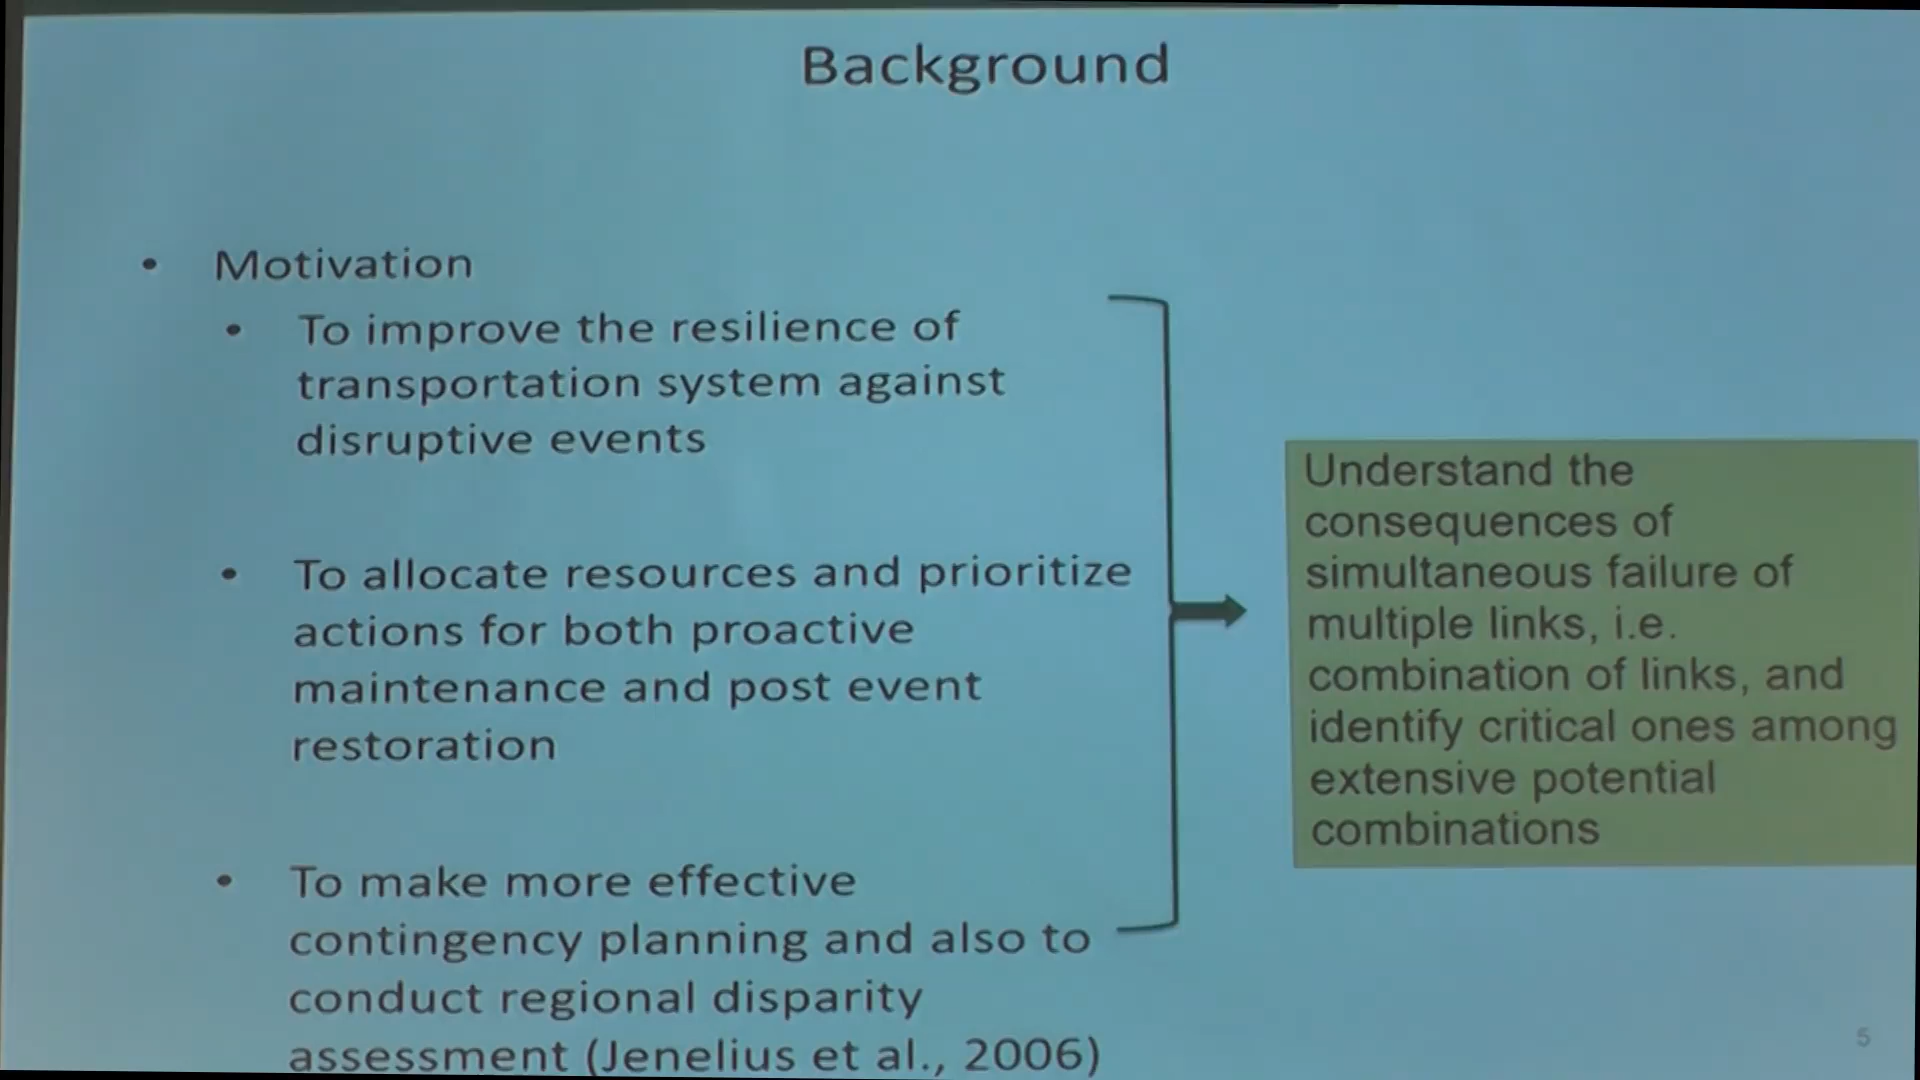 Background
• Motivation
• To improve the resilience of
transportation system against
disruptive events
• To allocate resources and prioritize
actions for both proactive
maintenance and post event
restoration
• To make more effective
contingency planning and also to
conduct regional disparity
assessment (Jenelius et al., 2006)
Understand the
consequences of
simultaneous failure of
multiple links, i.e.
combination of links, and
identify critical ones among
extensive potential
combinations
5